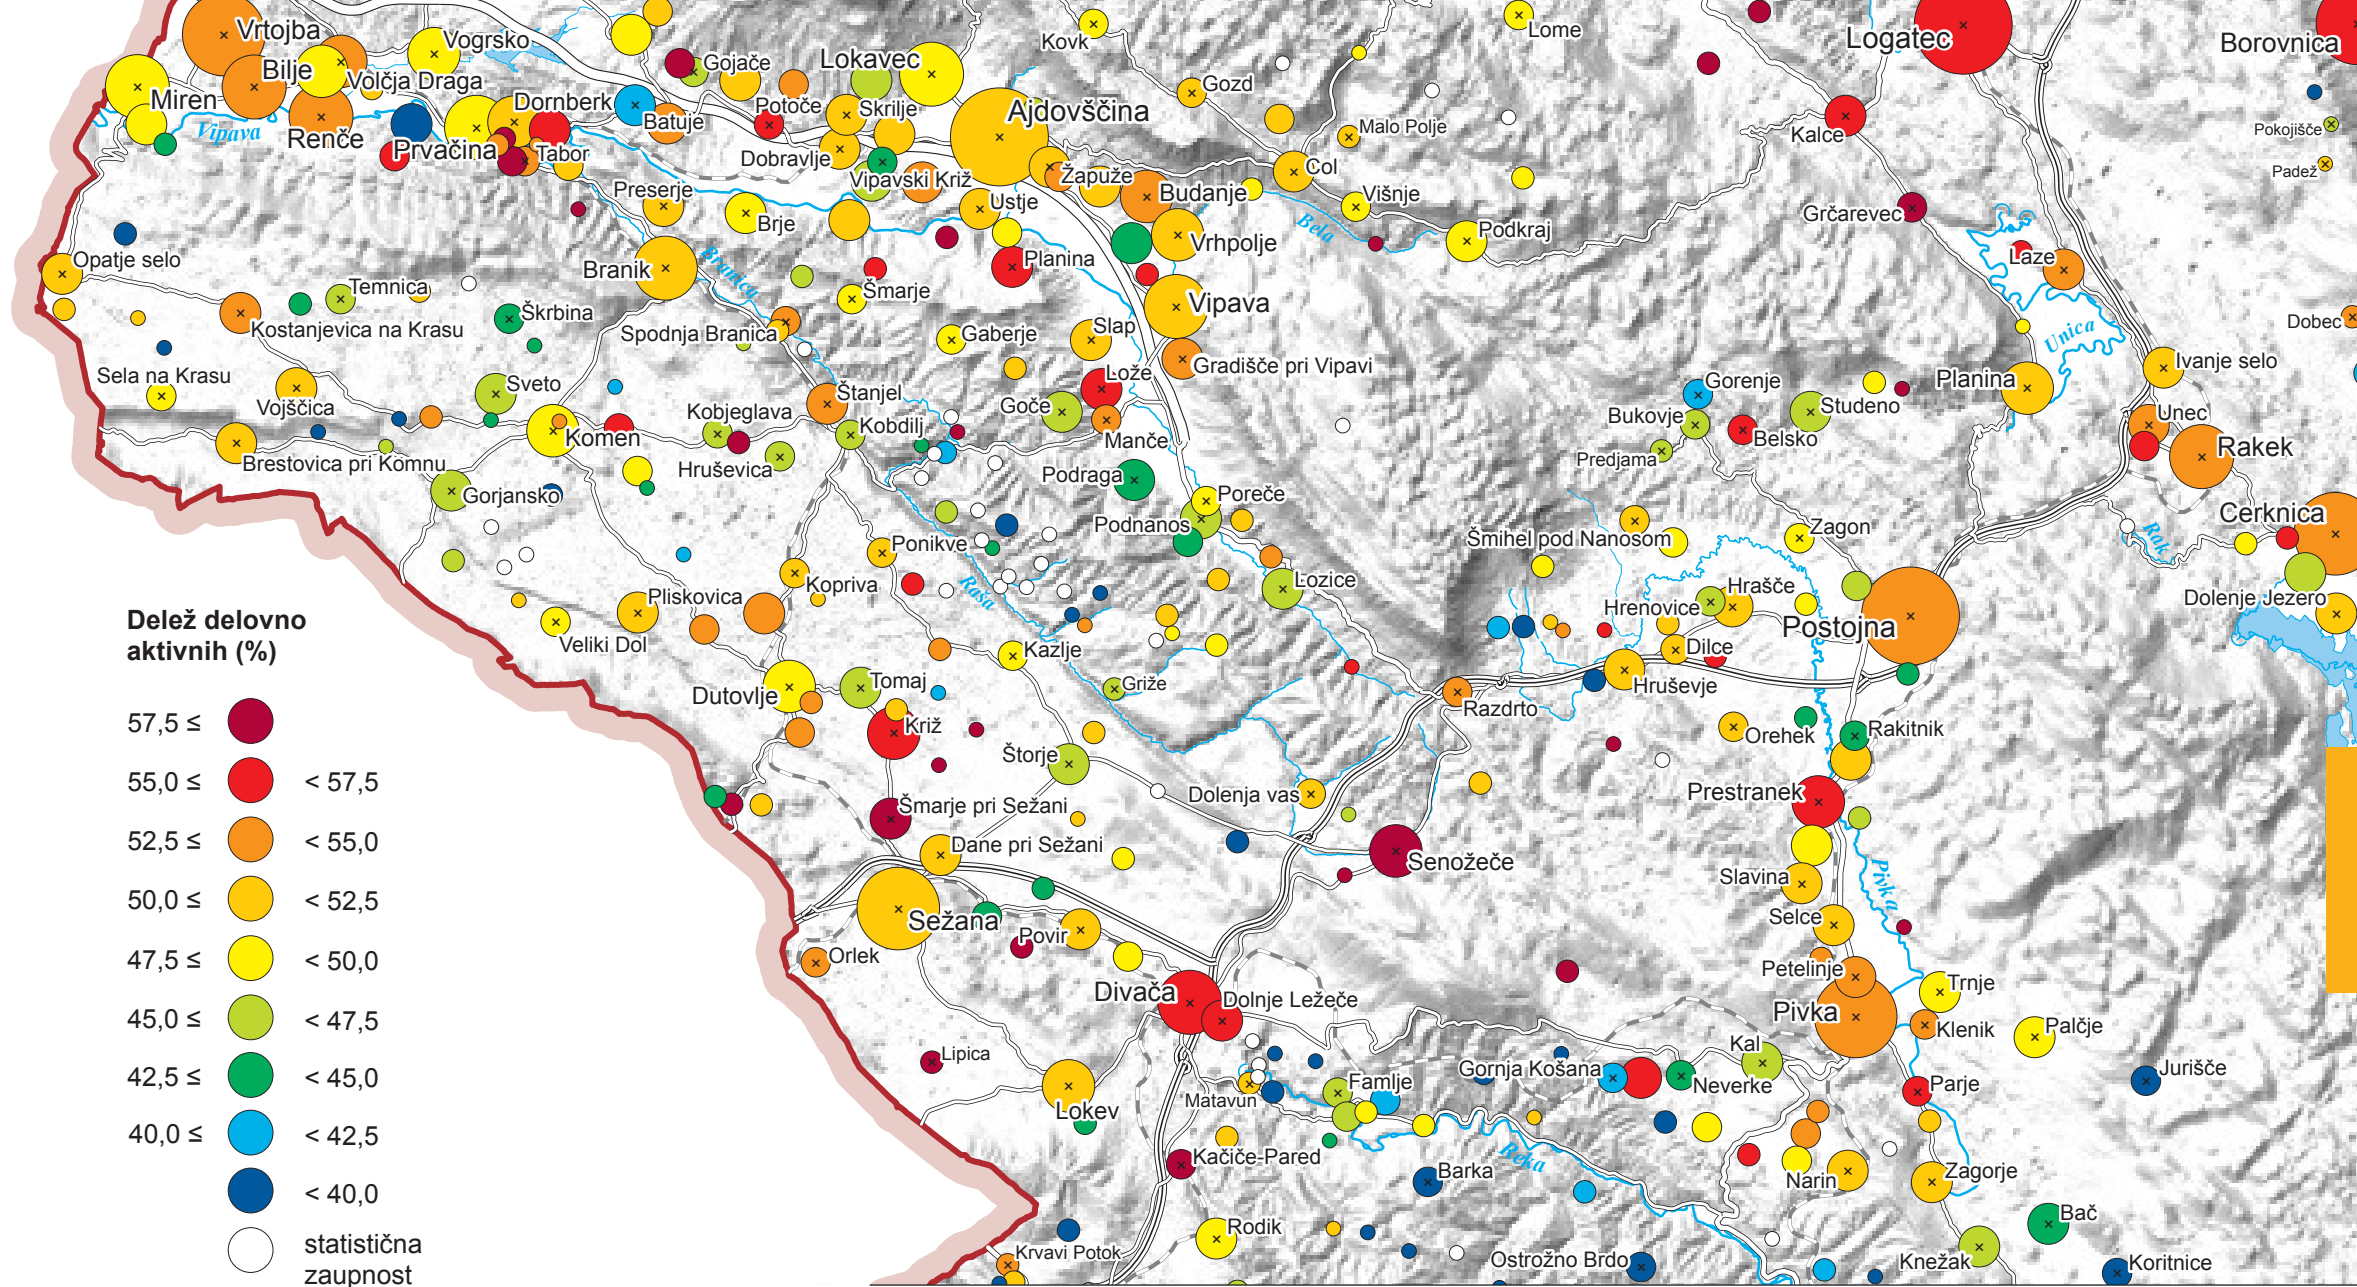 Vrtojba
Vogrsko
Bilje
Volčja Draga
Miren
Vipava
Renče
Prvačina
Dornberk
Tabor
Batuje
Gojače
Potoče
Lokavec
Skrilje
Dobravlje
Vipavski Križ
Ajdovščina
Kovk
Gozd
Lome
Malo Polje
Col
Žapuže
Budanje
Višnje
Bela
Podkraj
Vrhpolje
Ustje
Planina
Preserje
Brje
Branik
Branica
Šmarje
Opatje selo
Temnica
Kostanjevica na Krasu
Škrbina
Spodnja Branica
Gaberje
Slap
Vipava
Gradišče pri Vipavi
Lože
Goče
Manče
Sela na Krasu
Vojščica
Sveto
Komen
Kobjeglava
Štanjel
Kobdilj
Hruševica
Brestovica pri Komnu
Gorjansko
Podraga
Poreče
Podnanos
Lozice
Ponikve
Kopriva
Raša
Pliskovica
Veliki Dol
Kazlje
Griže
Dutovlje
Tomaj
Križ
Štorje
Šmarje pri Sežani
Dane pri Sežani
Sežana
Povir
Orlek
Divača
Dolnje Ležeče
Lipica
Lokev
Matavun
Famlje
Kačiče-Pared
Rodik
Krvavi Potok
Barka
Reka
Ostrožno Brdo
Dolenja vas
Senožeče
Razdrto
Logatec
Borovnica
Kalce
Pokojišče
Padež
Grčarevec
Laze
Unica
Dobec
Ivanje selo
Planina
Unec
Rakek
Cerknica
Rak
Dolenje Jezero
Gorenje
Bukovje
Studeno
Belsko
Predjama
Zagon
Šmihel pod Nanosom
Hrašče
Hrenovice
Postojna
Dilce
Hruševje
Orehek
Rakitnik
Prestranek
Pivka
Slavina
Selce
Petelinje
Pivka
Trnje
Klenik
Palčje
Kal
Gornja Košana
Neverke
Parje
Jurišče
Narin
Zagorje
Bač
Knežak
Koritnice
Delež delovno
aktivnih (%)
57,5 ≤
55,0 ≤ < 57,5
52,5 ≤ < 55,0
50,0 ≤ < 52,5
47,5 ≤ < 50,0
45,0 ≤ < 47,5
42,5 ≤ < 45,0
40,0 ≤ < 42,5
< 40,0
statistična
zaupnost